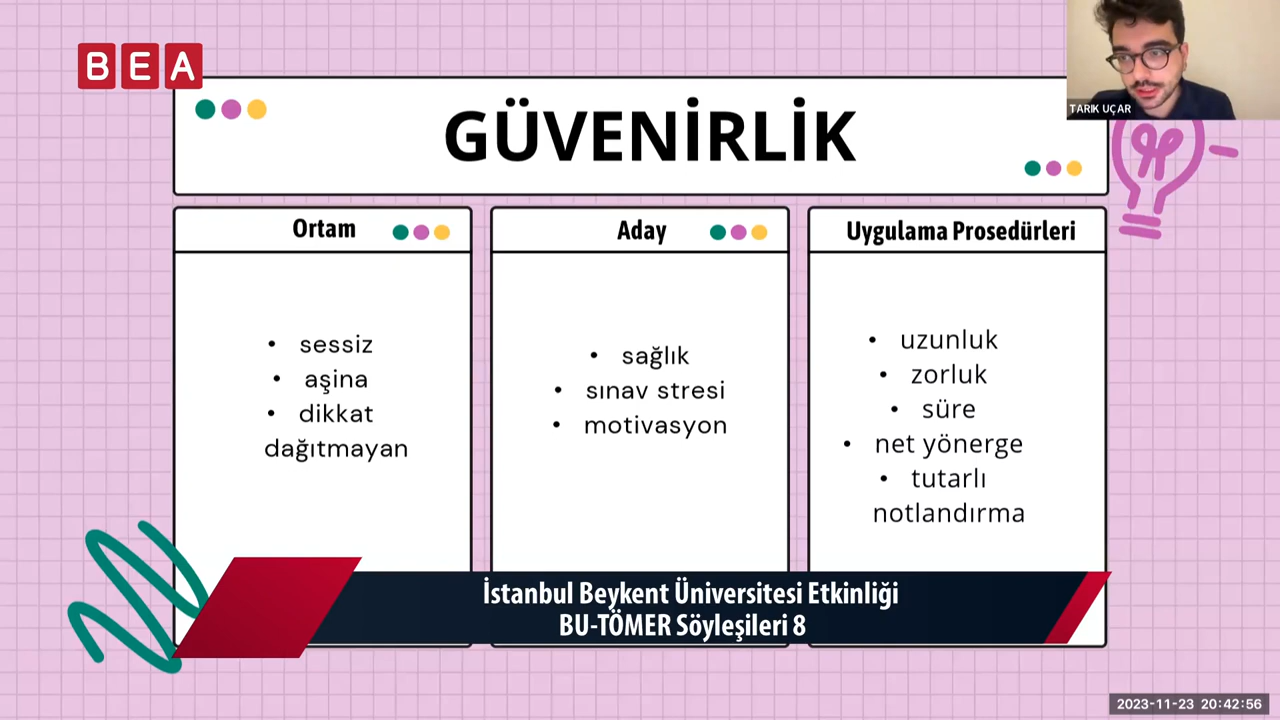 BEA
TARIK UÇAR
GÜVENİRLİK
Ortam
• sessiz
• aşina
• dikkat
dağıtmayan
Aday
• sağlık
• sınav stresi
• motivasyon
Uygulama Prosedürleri
• uzunluk
• zorluk
• süre
• net yönerge
• tutarlı
notlandırma
İstanbul Beykent Üniversitesi Etkinliği
BU-TÖMER Söyleşileri 8
2023-11-23 20:42:56